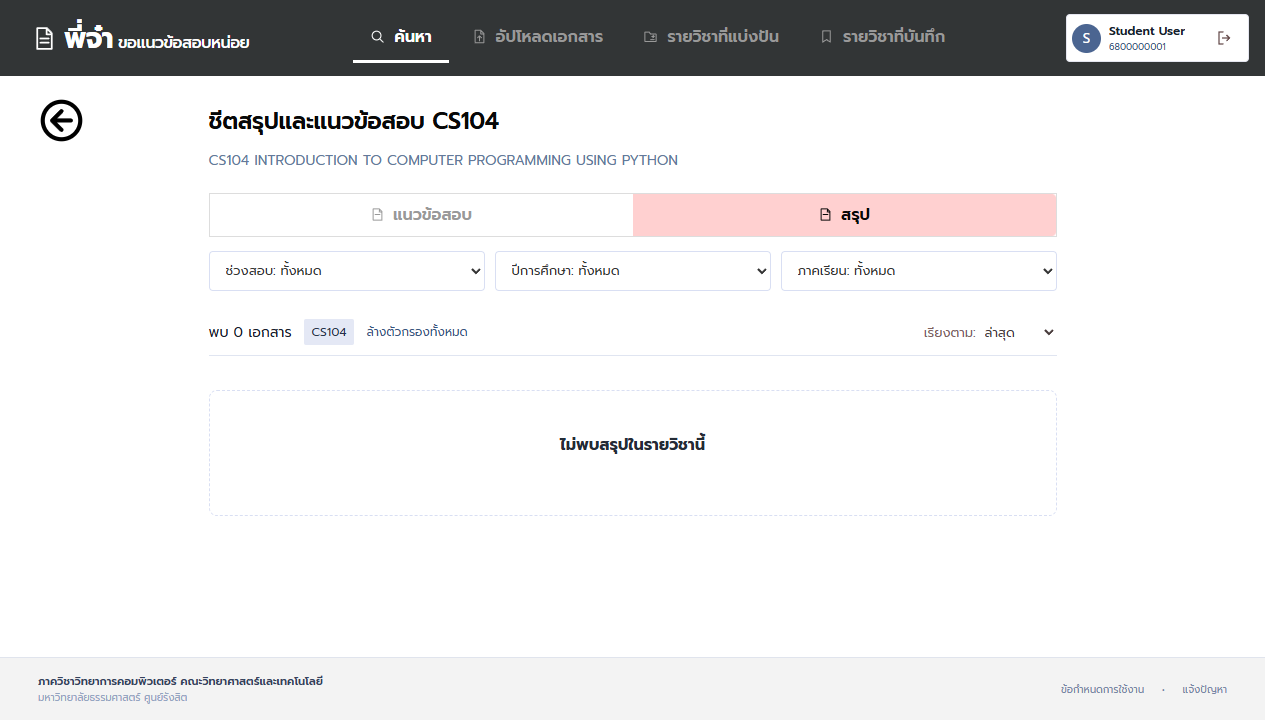 พี่จ๋า ขอแนวข้อสอบหน่อย
ค้นหา
อัปโหลดเอกสาร
รายวิชาที่แบ่งปัน
รายวิชาที่บันทึก
S
Student User
6800000001
ชีตสรุปและแนวข้อสอบ CS104
CS104 INTRODUCTION TO COMPUTER PROGRAMMING USING PYTHON
แนวข้อสอบ
สรุป
ช่วงสอบ: ทั้งหมด
ปีการศึกษา: ทั้งหมด
ภาคเรียน: ทั้งหมด
พบ 0 เอกสาร
CS104
ล้างตัวกรองทั้งหมด
เรียงตาม: ล่าสุด
ไม่พบสรุปในรายวิชานี้
ภาควิชาวิทยาการคอมพิวเตอร์ คณะวิทยาศาสตร์และเทคโนโลยี
มหาวิทยาลัยธรรมศาสตร์ ศูนย์รังสิต
ข้อกำหนดการใช้งาน
•
แจ้งปัญหา